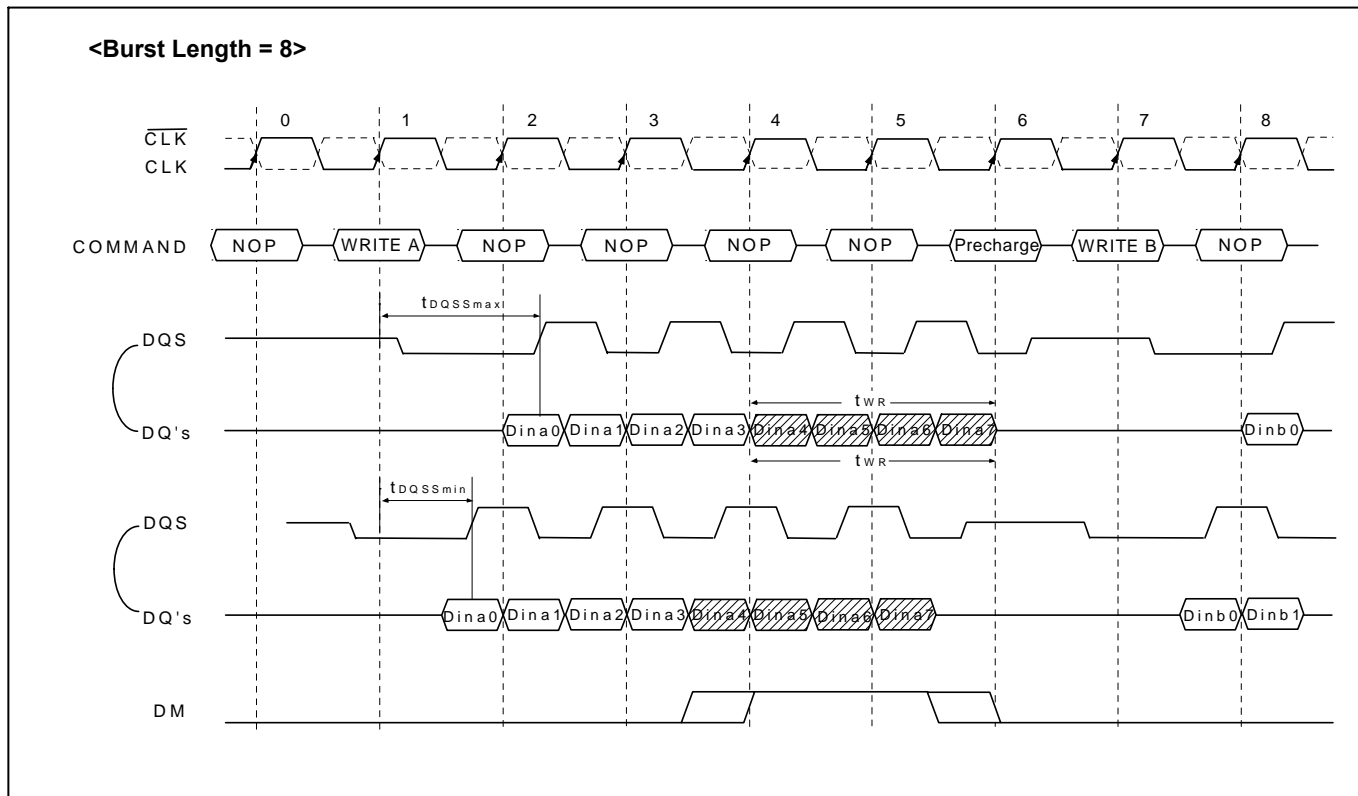 <Burst Length = 8>
0 1 2 3 4 5 6 7 8
CLK
CLK
COMMAND NOP WRITE A NOP NOP NOP NOP Precharge WRITE B NOP
tDQSSmax
DQS
tWR
DQ's Dina0 Dina1 Dina2 Dina3 Dina4 Dina5 Dina6 Dina7 Dinb0
tWR
tDQSSmin
DQS
DQ's Dina0 Dina1 Dina2 Dina3 Dina4 Dina5 Dina6 Dina7 Dinb0 Dinb1
DM